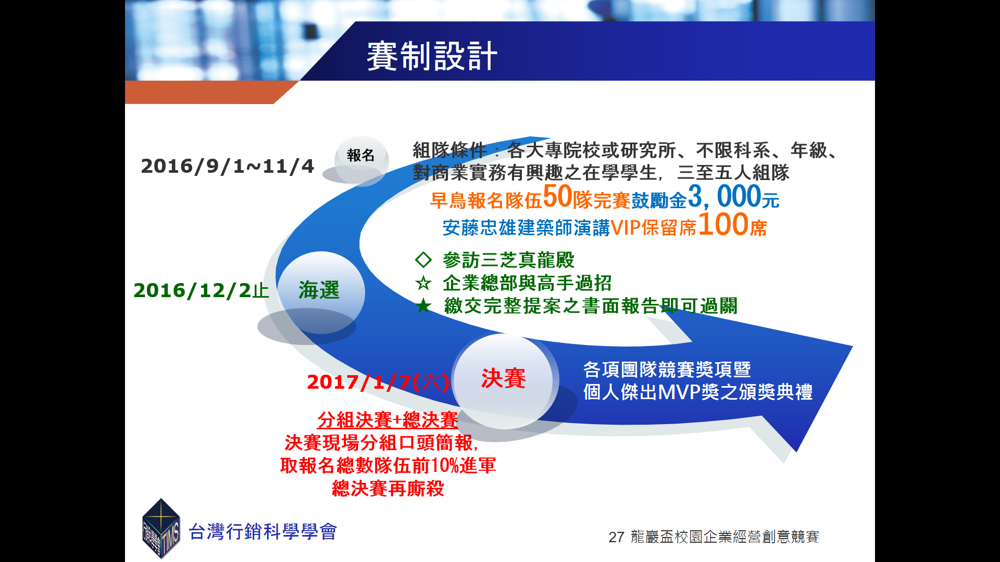 賽制設計
2016/9/1~11/4
報名
組隊條件：各大專院校或研究所、不限科系、年級、
對商業實務有興趣之在學學生，三至五人組隊
早鳥報名隊伍50隊完賽鼓勵金3,000元
安藤忠雄建築師演講VIP保留席100席
2016/12/2止
海選
◇ 參訪三芝真龍殿
☆ 企業總部與高手過招
★ 繳交完整提案之書面報告即可過關
2017/1/7(六)
決賽
各項團隊競賽獎項暨
個人傑出MVP獎之頒獎典禮
分組決賽+總決賽
決賽現場分組口頭簡報，
取報名總數隊伍前10%進軍
總決賽再廝殺
TIMS
台灣行銷科學學會
27 龍巖盃校園企業經營創意競賽